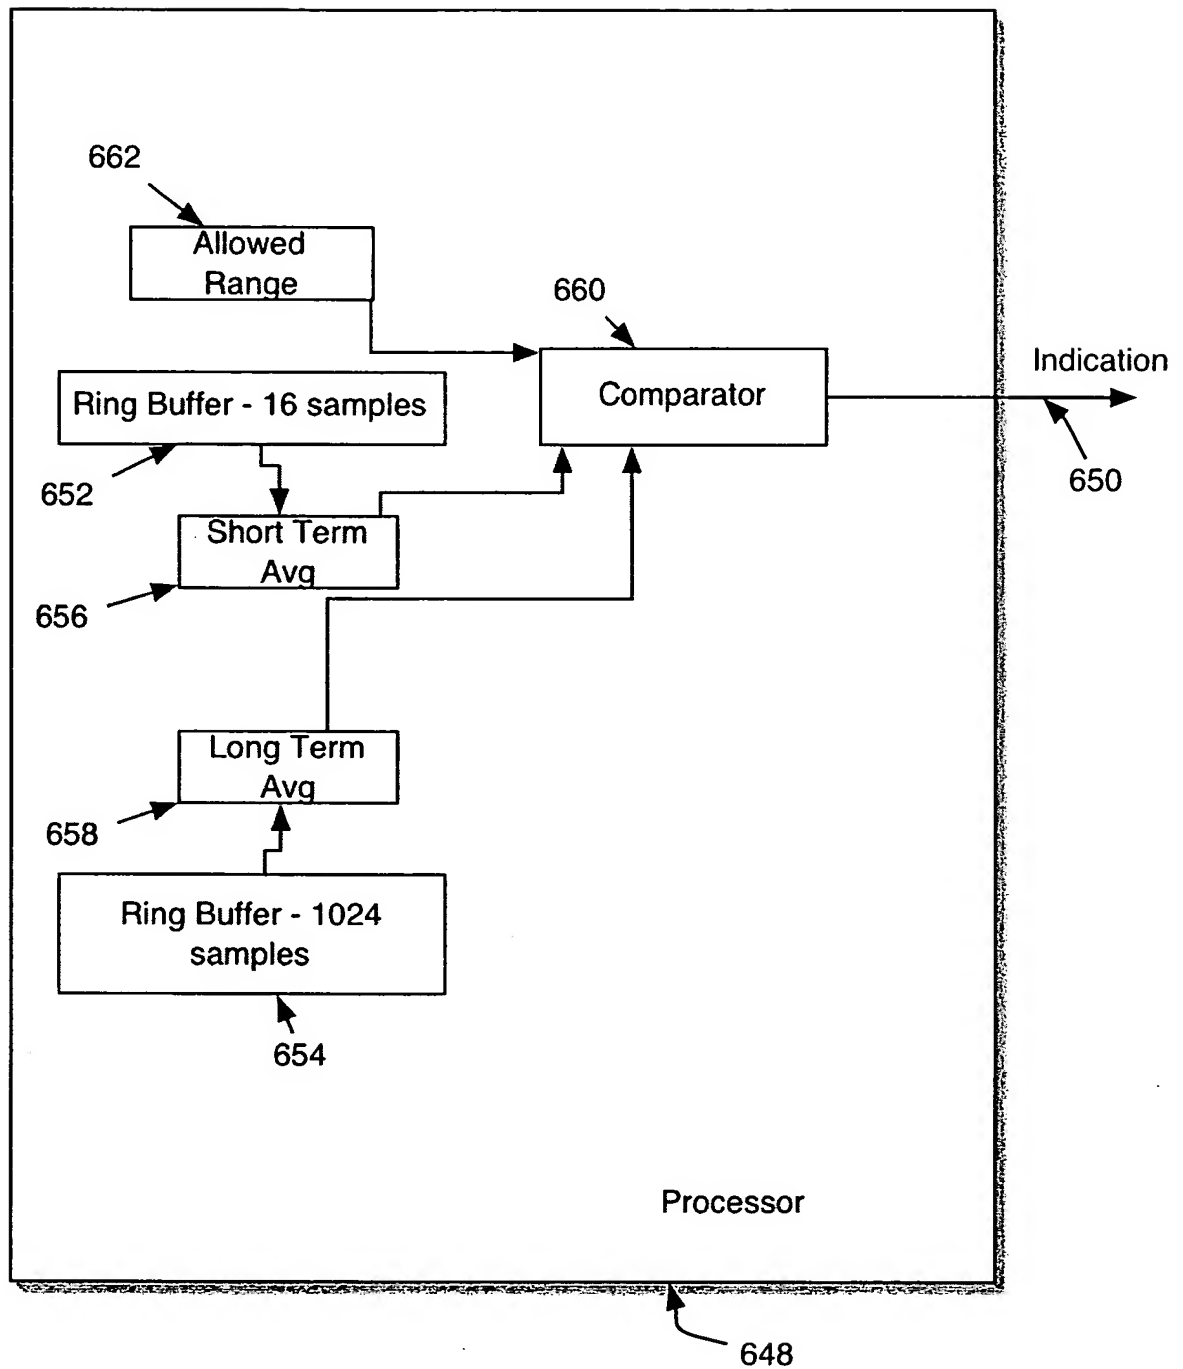 662
Allowed
Range
660
Indication
Comparator
Ring Buffer - 16 samples
650
652
Short Term
Avg
656
Long Term
Avg
658
Ring Buffer - 1024
samples
654
Processor
648